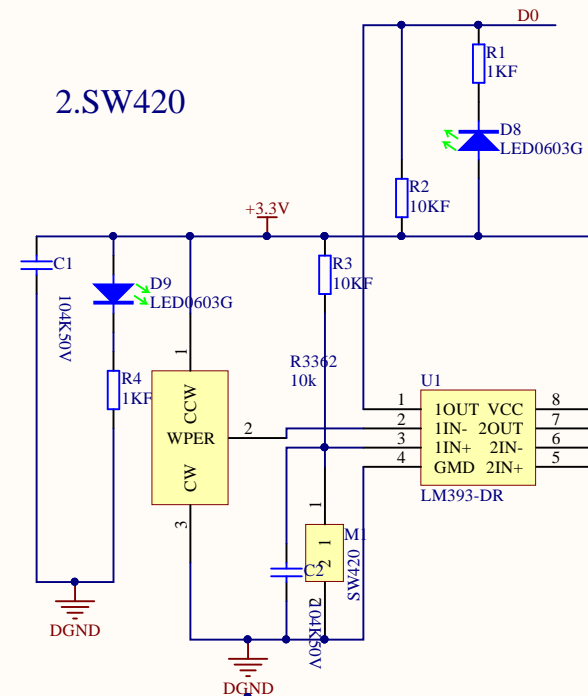 D0
R1
1KF
2.SW420
D8
LED0603G
R2
10KF
+3.3V
C1
104K50V
D9
LED0603G
R3
10KF
R4
1KF
R3362
10k
1
CCW
WPER
2
CW
3
U1
1 1OUT VCC 8
2 1IN- 2OUT 7
3 1IN+ 2IN- 6
4 GMD 2IN+ 5
LM393-DR
1
M1
1
2
SW420
C2
2
104K50V
DGND
DGND